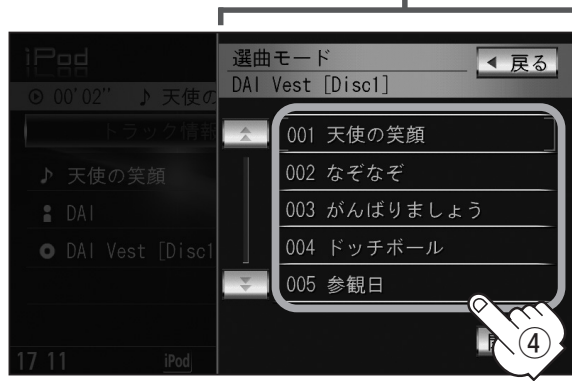 iPod
00'02" ♪ 天使の
トラック情報
天使の笑顔
DAI
DAI Vest [Disc1
17 11
iPod
選曲モード
戻る
DAI Vest [Disc1]
001 天使の笑顔
002 なぞなぞ
003 がんばりましょう
004 ドッチボール
005 参観日
④